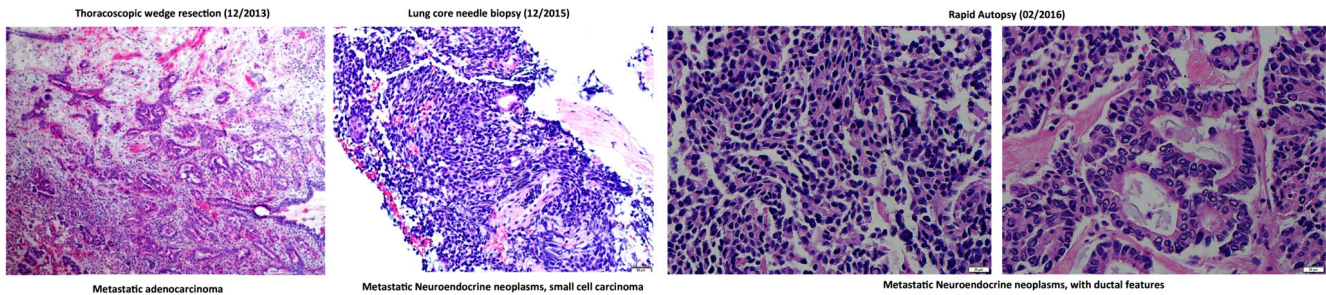 Thoracoscopic wedge resection (12/2013)
Lung core needle biopsy (12/2015)
Rapid Autopsy (02/2016)
Metastatic adenocarcinoma
Metastatic Neuroendocrine neoplasms, small cell carcinoma
Metastatic Neuroendocrine neoplasms, with ductal features